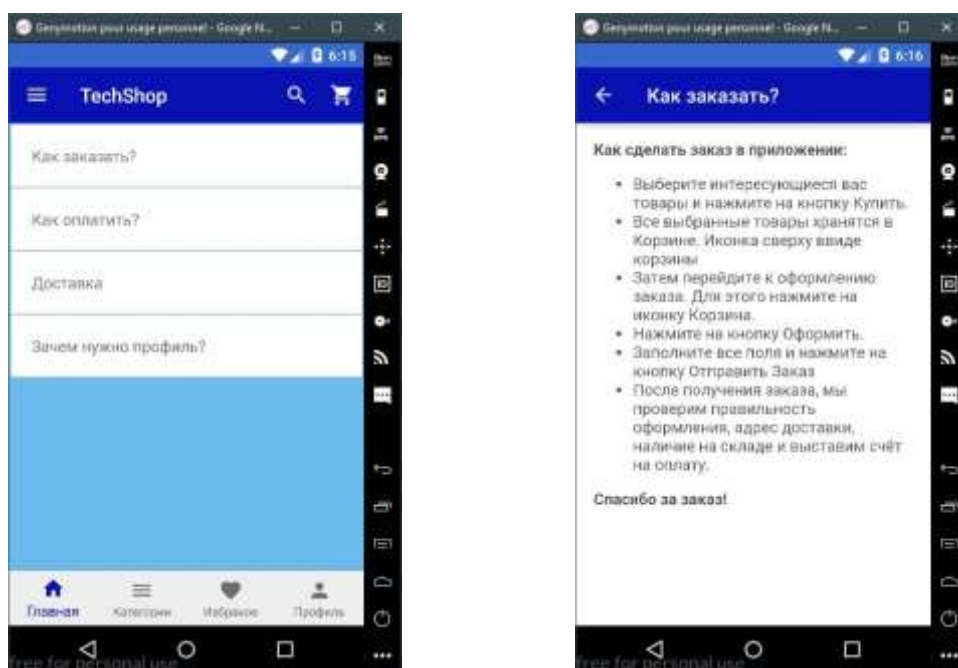 Genymotion pour usage personnel - Google N...
6:15
TechShop
Как заказать?
Как оплатить?
Доставка
Зачем нужно профиль?
Главная
Категории
Избраное
Профиль
free for personal use
Genymotion pour usage personnel - Google N...
6:16
Как заказать?
Как сделать заказ в приложении:
• Выберите интересующиеся вас
товары и нажмите на кнопку Купить.
• Все выбранные товары хранятся в
Корзине. Иконка сверху ввиде
корзины
• Затем перейдите к оформлению
заказа. Для этого нажмите на
иконку Корзина.
• Нажмите на кнопку Оформить.
• Заполните все поля и нажмите на
кнопку Отправить Заказ
• После получения заказа, мы
проверим правильность
оформления, адрес доставки,
наличие на складе и выставим счёт
на оплату.
Спасибо за заказ!
free for personal use